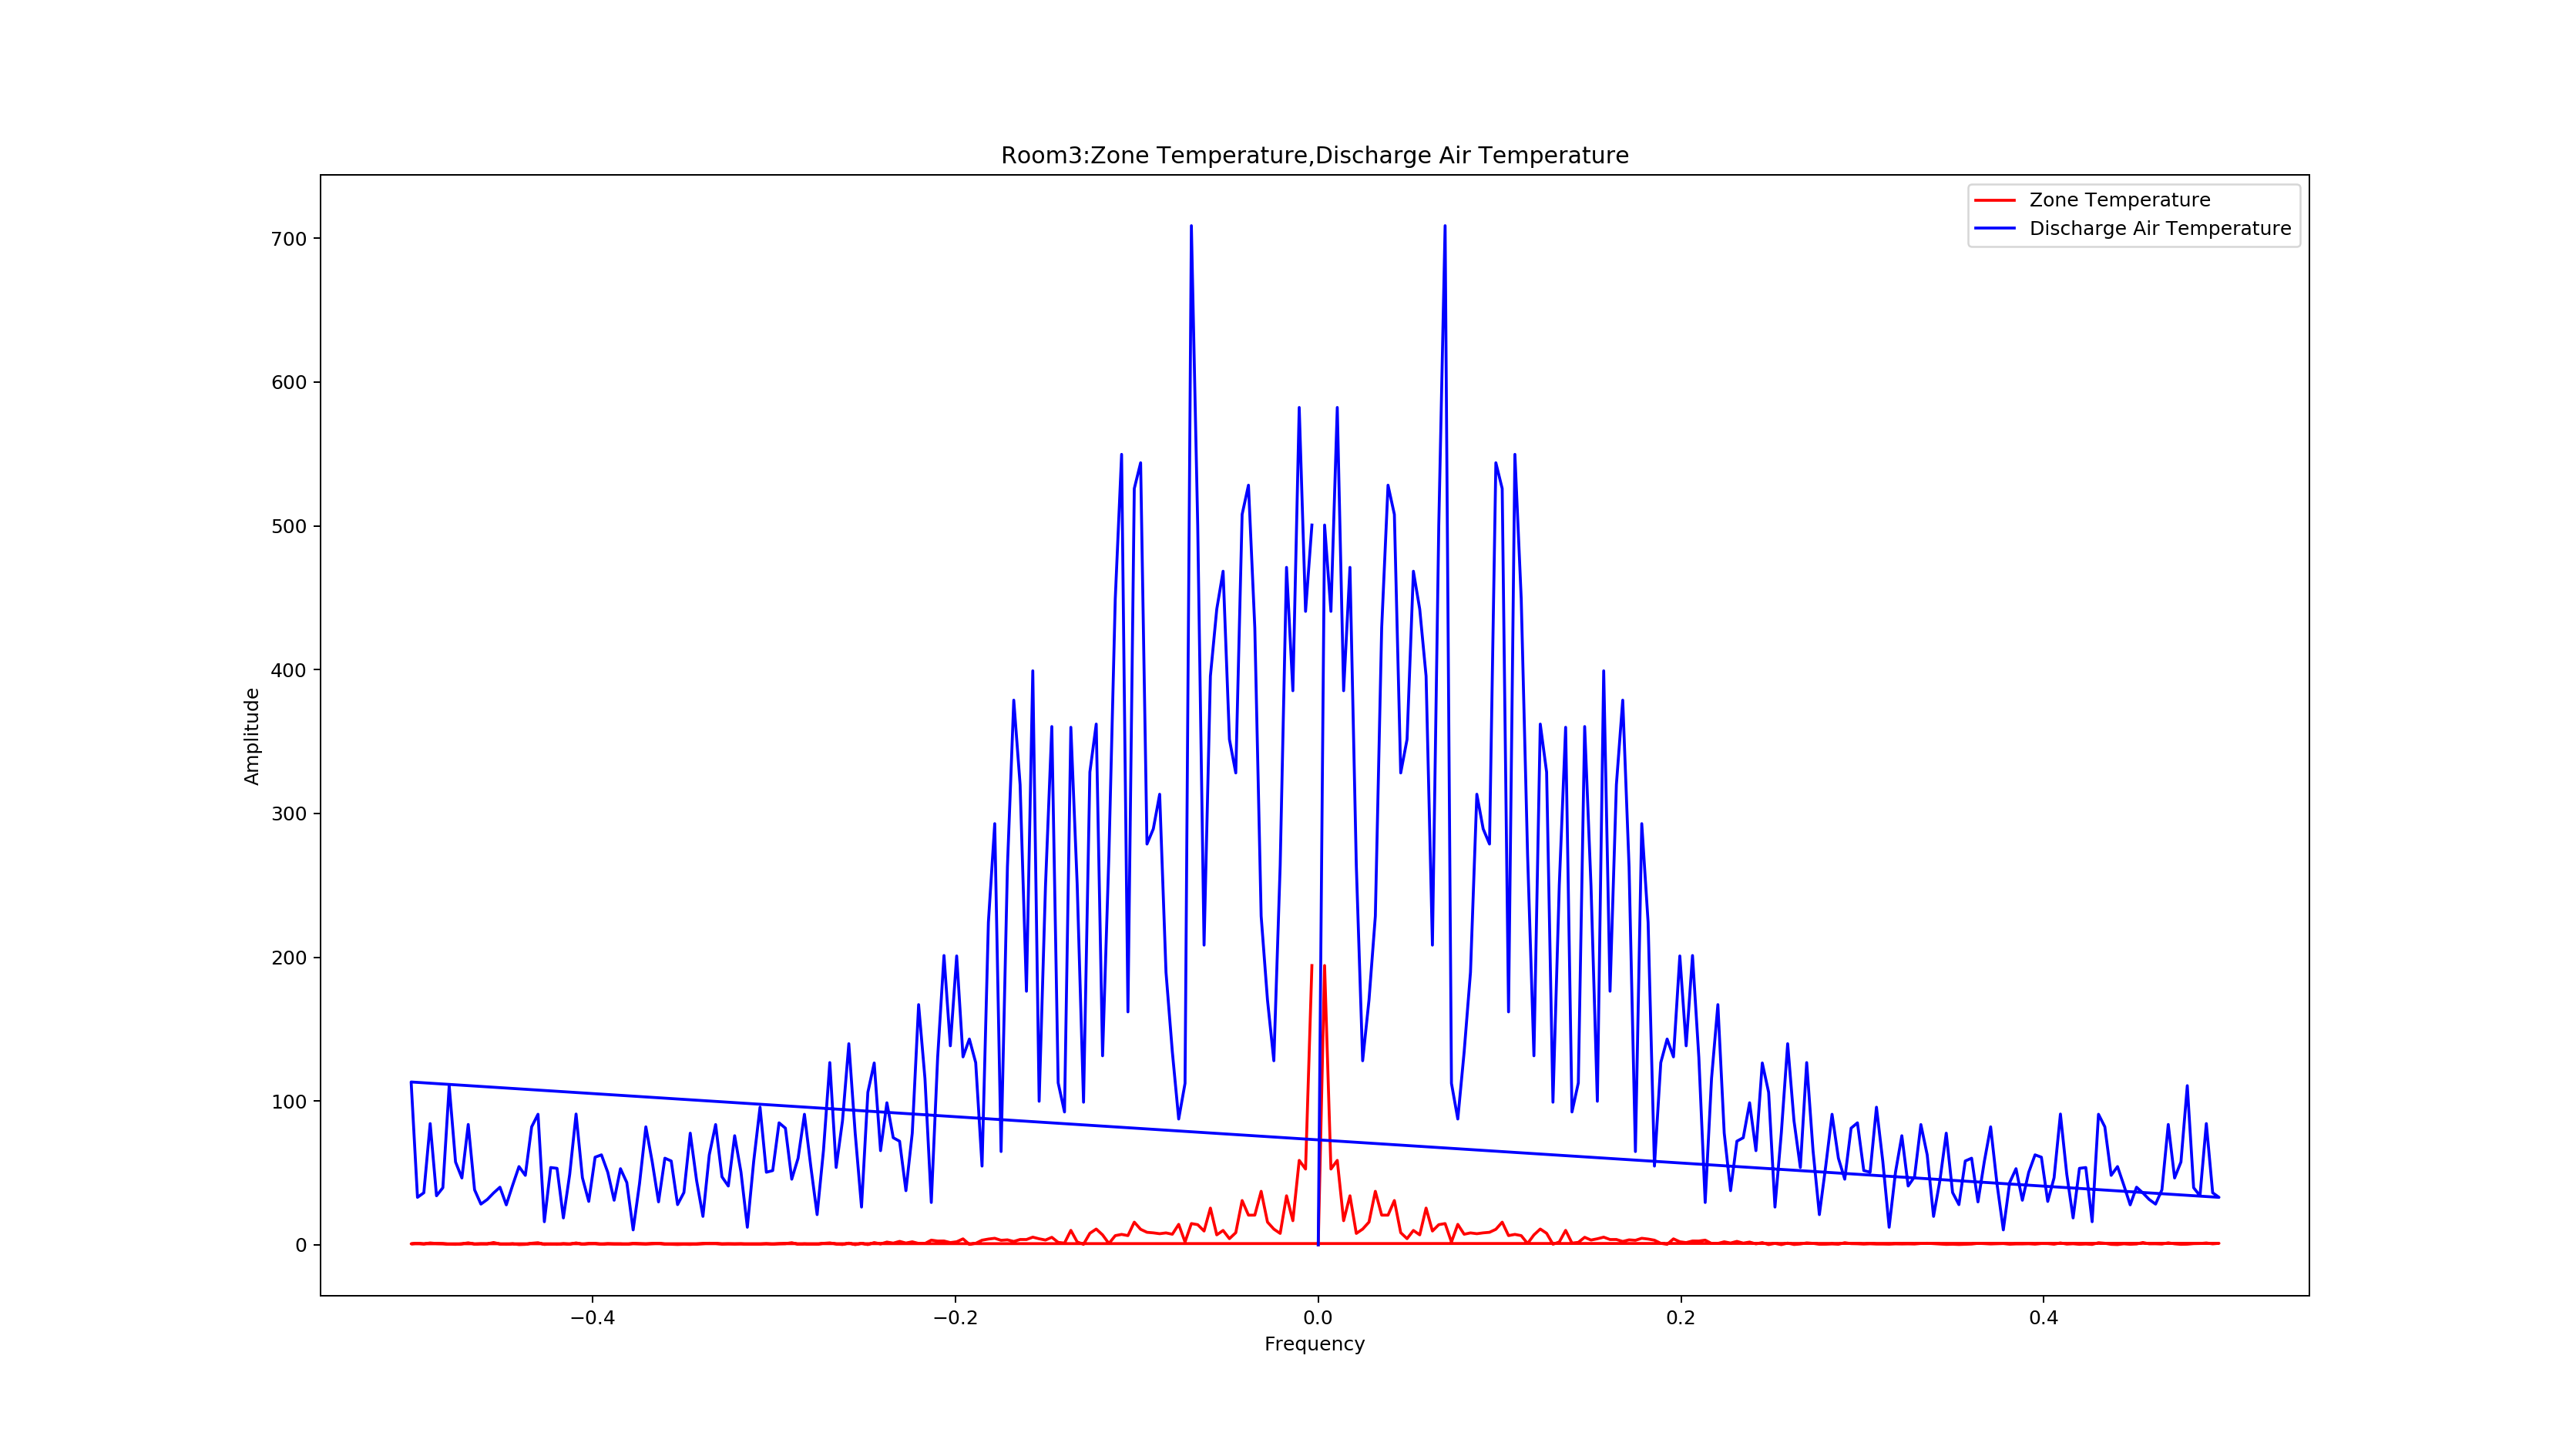 Room3:Zone Temperature,Discharge Air Temperature
Zone Temperature
Discharge Air Temperature
700
600
500
400
300
200
100
0
Amplitude
−0.4
−0.2
0.0
0.2
0.4
Frequency